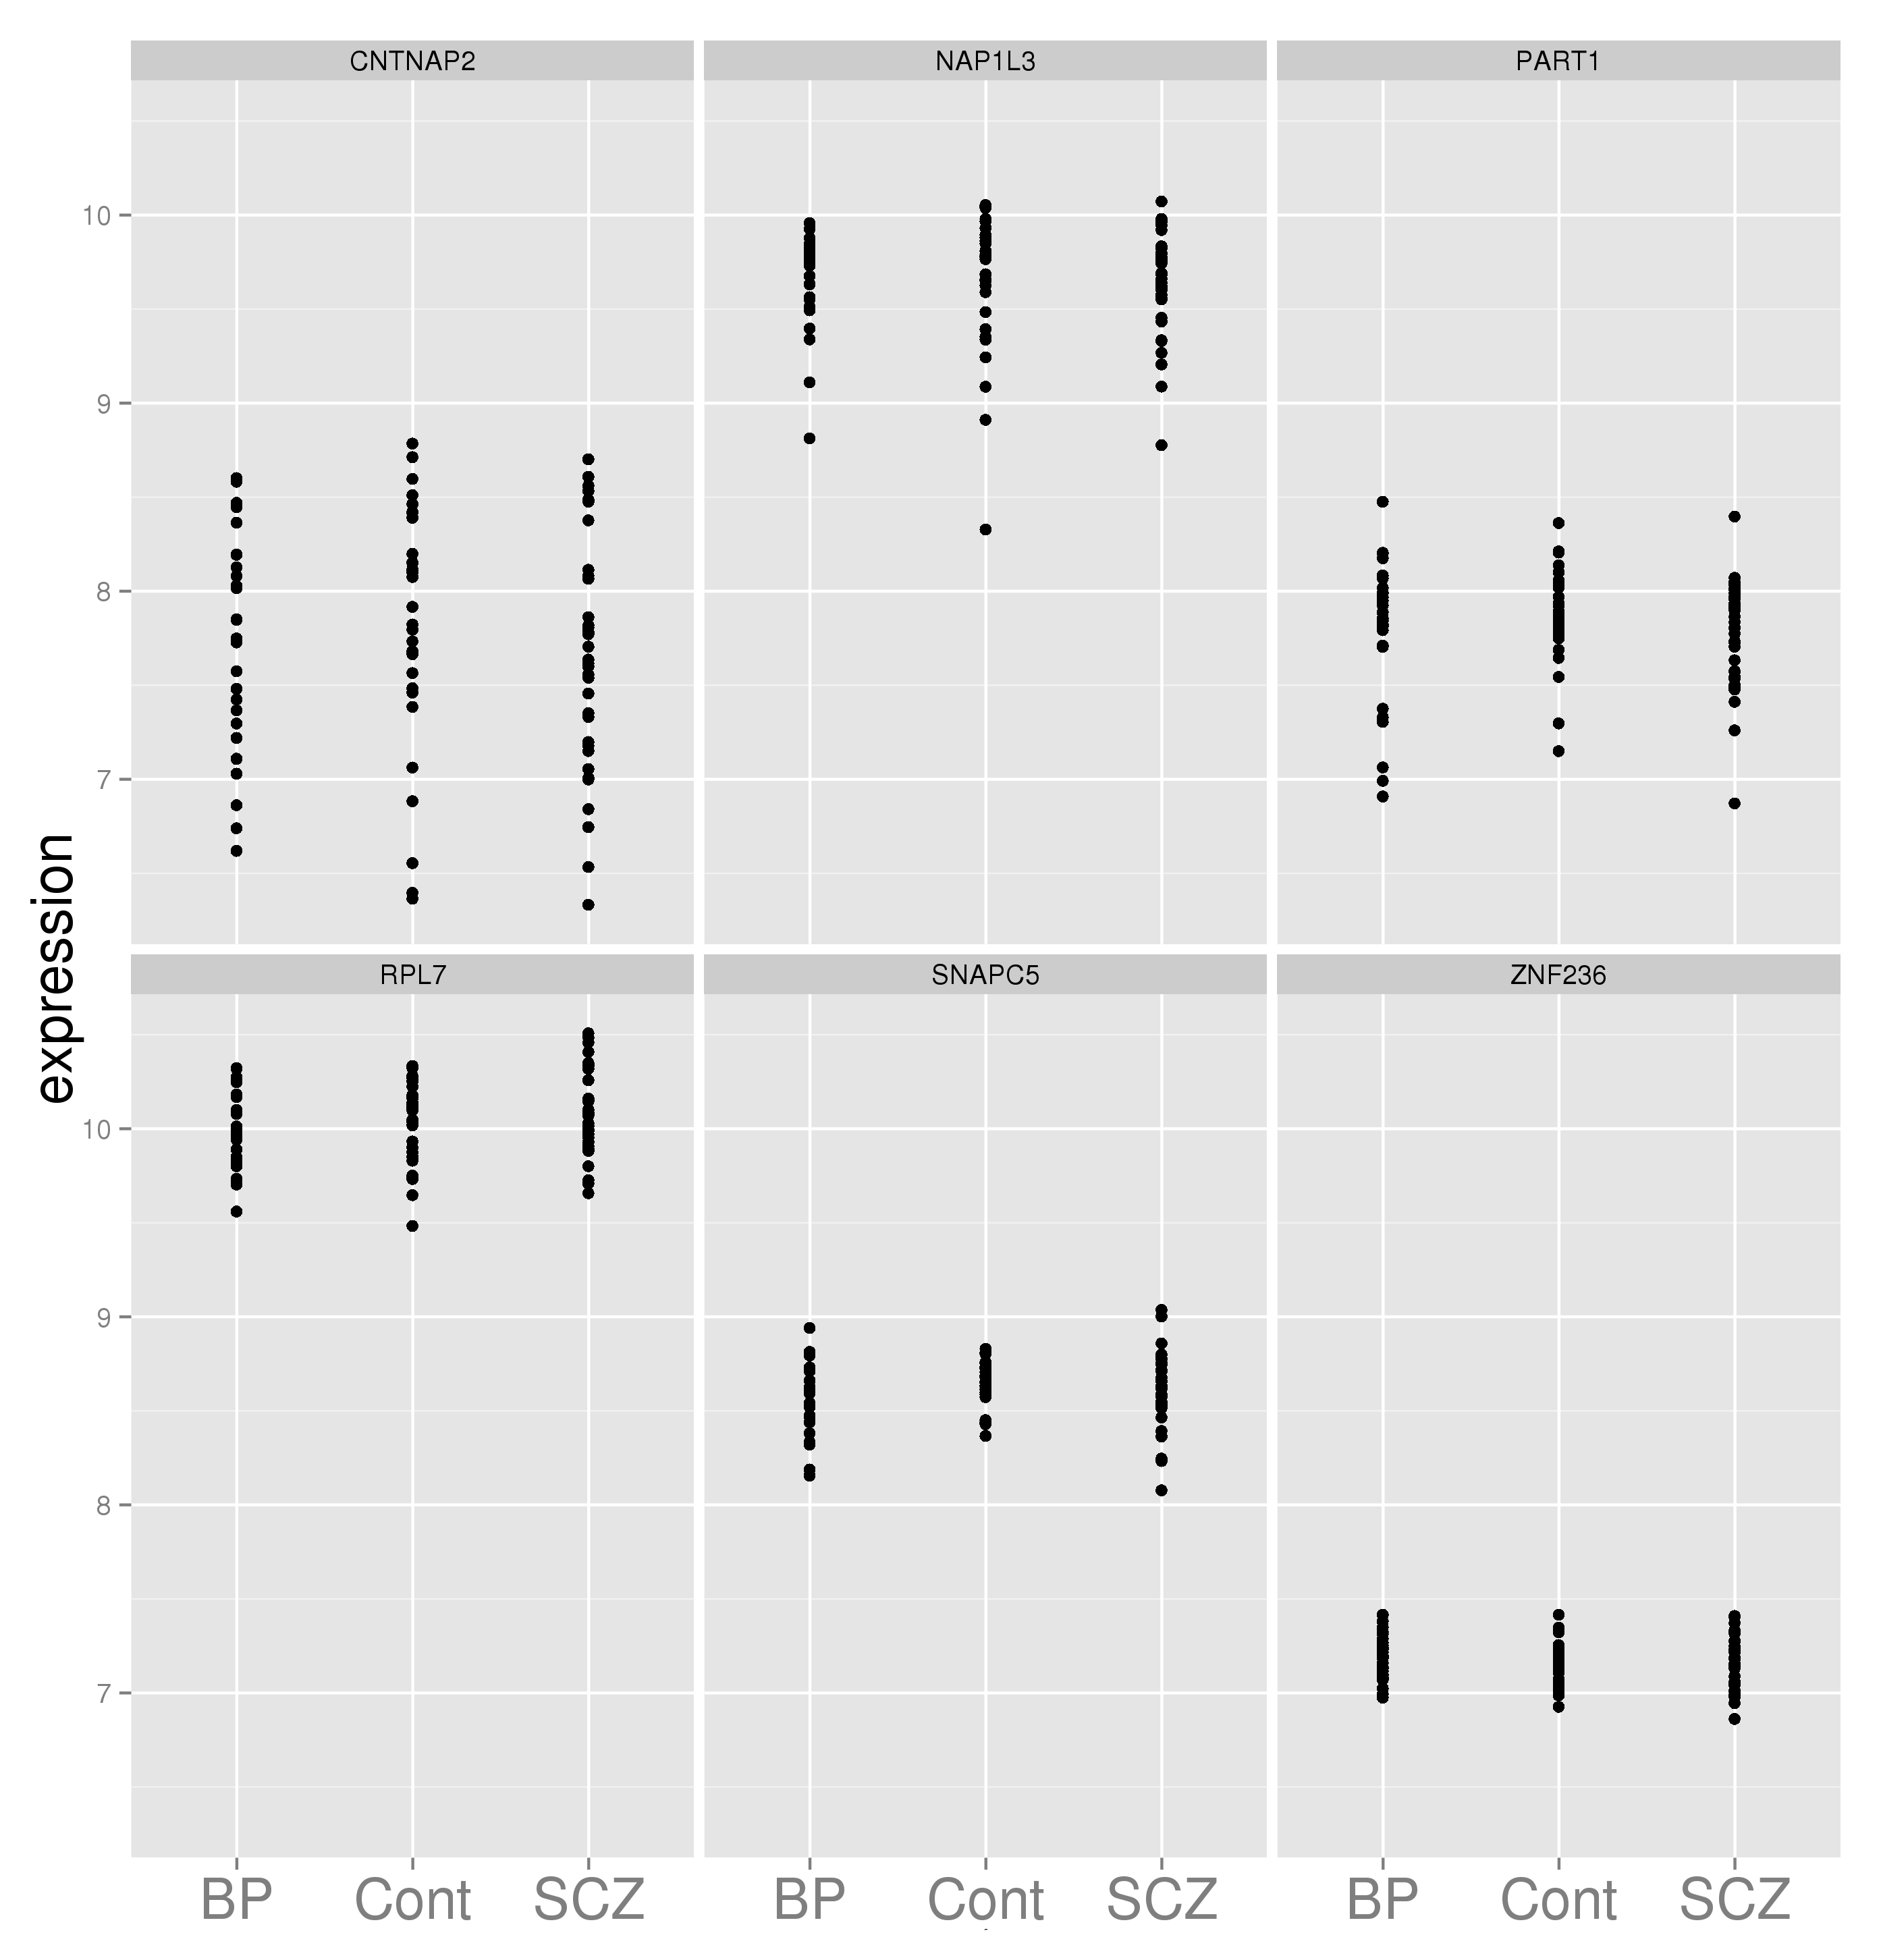 CNTNAP2 NAP1L3 PART1
10
9
8
7
RPL7 SNAPC5 ZNF236
10
9
8
7
expression
BP Cont SCZ BP Cont SCZ BP Cont SCZ